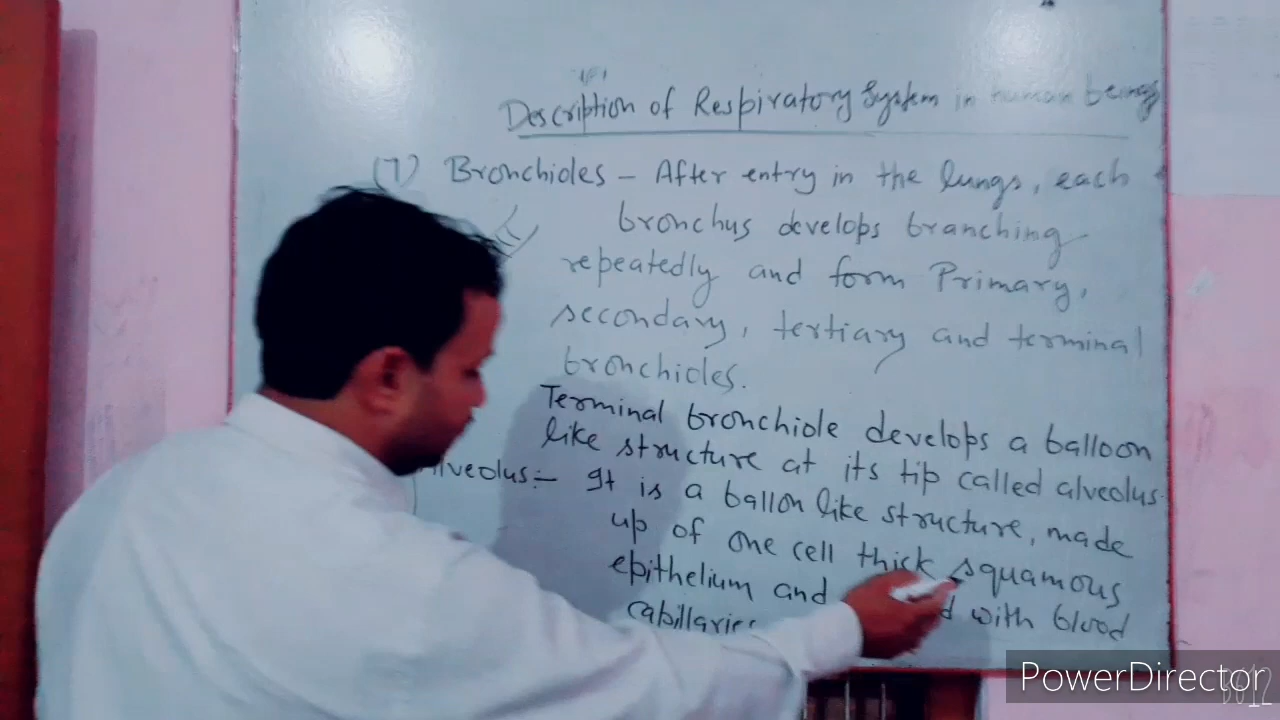 Description of Respiratory System in human beings
(7) Bronchioles - After entry in the lungs, each
bronchus develops branching
repeatedly and form Primary,
secondary, tertiary and terminal
bronchioles.
Terminal bronchiole develops a balloon
like structure at its tip called alveolus.
Alveolus:- It is a ballon like structure, made
up of one cell thick squamous
epithelium and with blood
cabillaries
PowerDirector